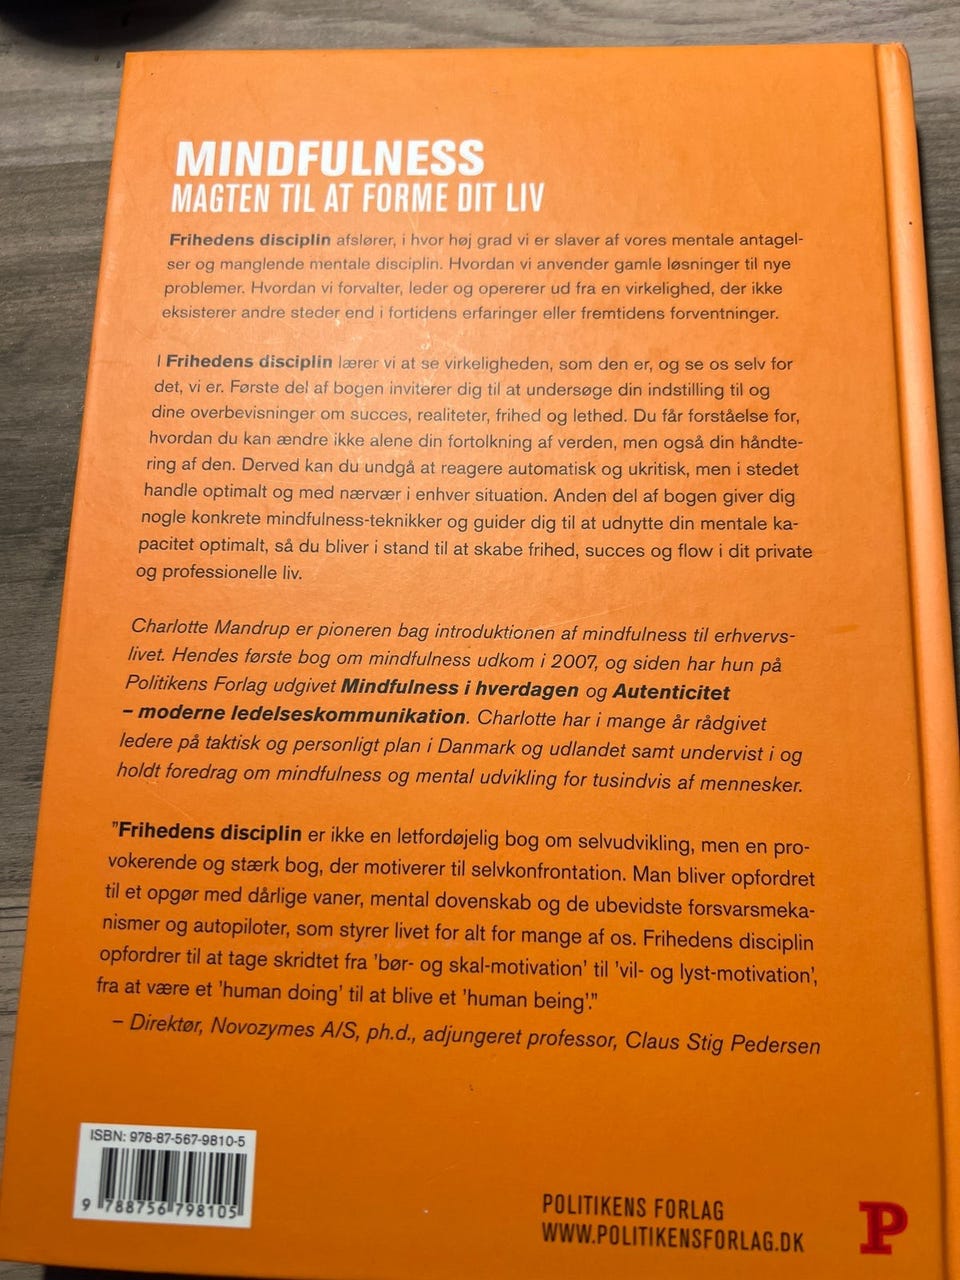 MINDFULNESS
MAGTEN TIL AT FORME DIT LIV
Frihedens disciplin afslører, i hvor høj grad vi er slaver af vores mentale antagel-
ser og manglende mentale disciplin. Hvordan vi anvender gamle løsninger til nye
problemer. Hvordan vi forvalter, leder og opererer ud fra en virkelighed, der ikke
eksisterer andre steder end i fortidens erfaringer eller fremtidens forventninger.
I Frihedens disciplin lærer vi at se virkeligheden, som den er, og se os selv for
det, vi er. Første del af bogen inviterer dig til at undersøge din indstilling til og
dine overbevisninger om succes, realiteter, frihed og lethed. Du får forståelse for,
hvordan du kan ændre ikke alene din fortolkning af verden, men også din håndte-
ring af den. Derved kan du undgå at reagere automatisk og ukritisk, men i stedet
handle optimalt og med nærvær i enhver situation. Anden del af bogen giver dig
nogle konkrete mindfulness-teknikker og guider dig til at udnytte din mentale ka-
pacitet optimalt, så du bliver i stand til at skabe frihed, succes og flow i dit private
og professionelle liv.
Charlotte Mandrup er pioneren bag introduktionen af mindfulness til erhvervs-
livet. Hendes første bog om mindfulness udkom i 2007, og siden har hun på
Politikens Forlag udgivet Mindfulness i hverdagen og Autenticitet
– moderne ledelseskommunikation. Charlotte har i mange år rådgivet
ledere på taktisk og personligt plan i Danmark og udlandet samt undervist i og
holdt foredrag om mindfulness og mental udvikling for tusindvis af mennesker.
"Frihedens disciplin er ikke en letfordøjelig bog om selvudvikling, men en pro-
vokerende og stærk bog, der motiverer til selvkonfrontation. Man bliver opfordret
til et opgør med dårlige vaner, mental dovenskab og de ubevidste forsvarsmeka-
nismer og autopiloter, som styrer livet for alt for mange af os. Frihedens disciplin
opfordrer til at tage skridtet fra 'bør- og skal-motivation' til 'vil- og lyst-motivation',
fra at være et 'human doing' til at blive et 'human being'."
– Direktør, Novozymes A/S, ph.d., adjungeret professor, Claus Stig Pedersen
ISBN: 978-87-567-9810-5
9 788756 798105
POLITIKENS FORLAG
WWW.POLITIKENSFORLAG.DK
P